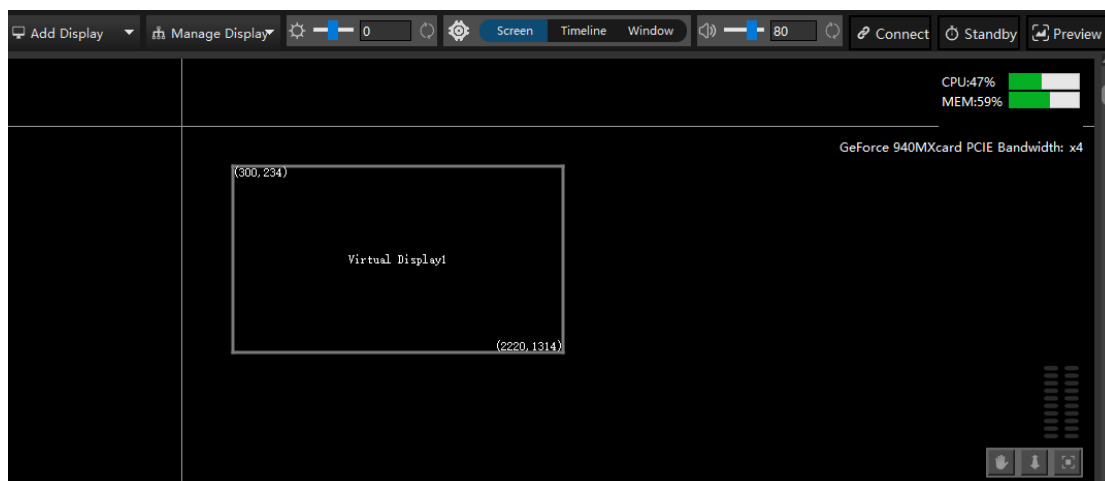 Add Display Manage Display 0 Screen Timeline Window 80 Connect Standby Preview
CPU:47%
MEM:59%
GeForce 940MXcard PCIE Bandwidth: x4
(300, 234)
Virtual Display1
(2220, 1314)